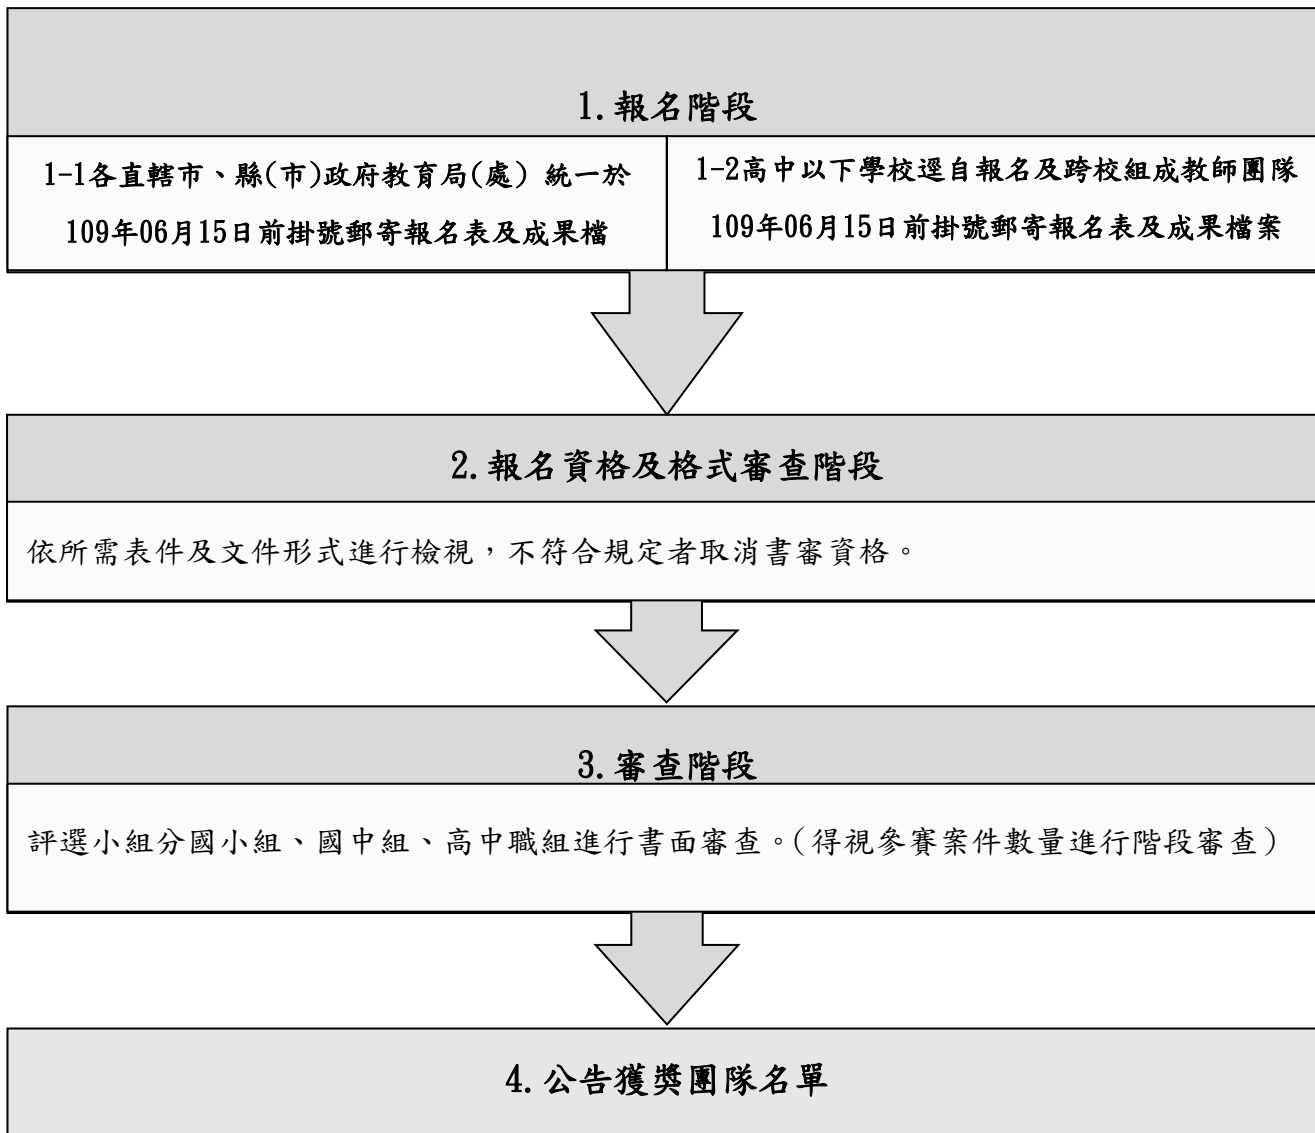 1.報名階段
1-1各直轄市、縣(市)政府教育局(處) 統一於
109年06月15日前掛號郵寄報名表及成果檔
1-2高中以下學校逕自報名及跨校組成教師團隊
109年06月15日前掛號郵寄報名表及成果檔案
2.報名資格及格式審查階段
依所需表件及文件形式進行檢視，不符合規定者取消書審資格。
3.審查階段
評選小組分國小組、國中組、高中職組進行書面審查。(得視參賽案件數量進行階段審查)
4.公告獲獎團隊名單